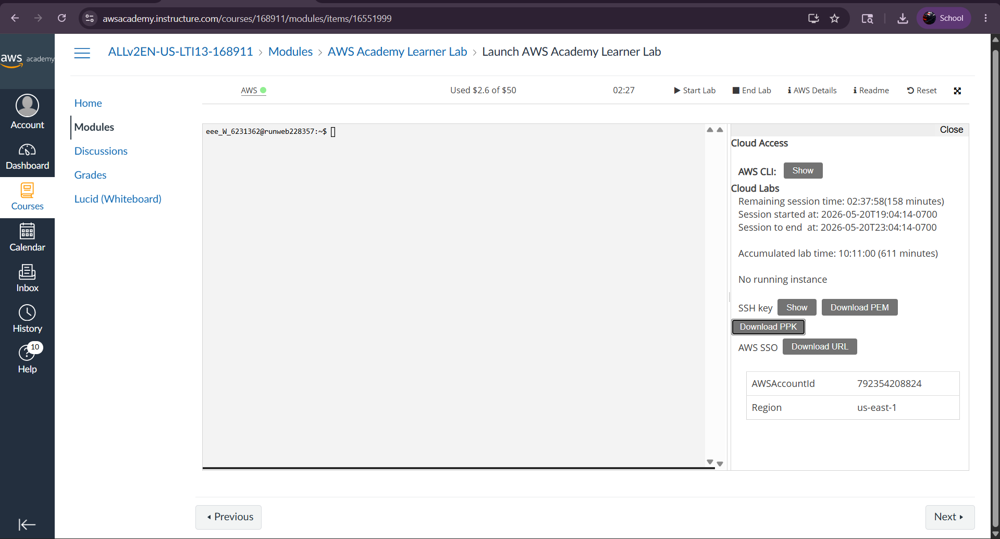 awsacademy.instructure.com/courses/168911/modules/items/16551999
School
aws academy
Account
Dashboard
Courses
Calendar
Inbox
History
10
Help
ALLv2EN-US-LTI13-168911 > Modules > AWS Academy Learner Lab > Launch AWS Academy Learner Lab
Home
Modules
Discussions
Grades
Lucid (Whiteboard)
AWS
Used $2.6 of $50
02:27
Start Lab
End Lab
AWS Details
Readme
Reset
eee_W_6231362@runweb228357:~$
Close
Cloud Access
AWS CLI: Show
Cloud Labs
Remaining session time: 02:37:58(158 minutes)
Session started at: 2026-05-20T19:04:14-0700
Session to end at: 2026-05-20T23:04:14-0700
Accumulated lab time: 10:11:00 (611 minutes)
No running instance
SSH key Show Download PEM
Download PPK
AWS SSO Download URL
AWSAccountId 792354208824
Region us-east-1
Previous
Next